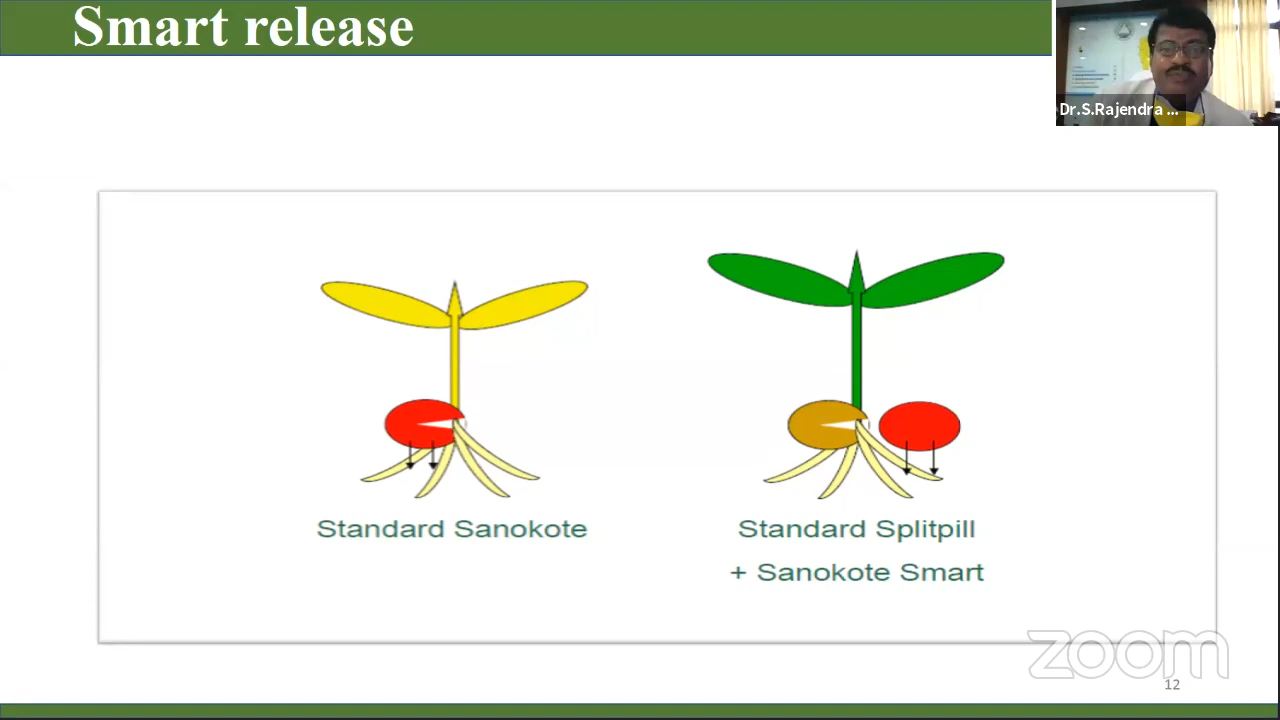 Smart release
Dr.S.Rajendra ...
Standard Sanokote
Standard Splitpill
+ Sanokote Smart
zoom
12